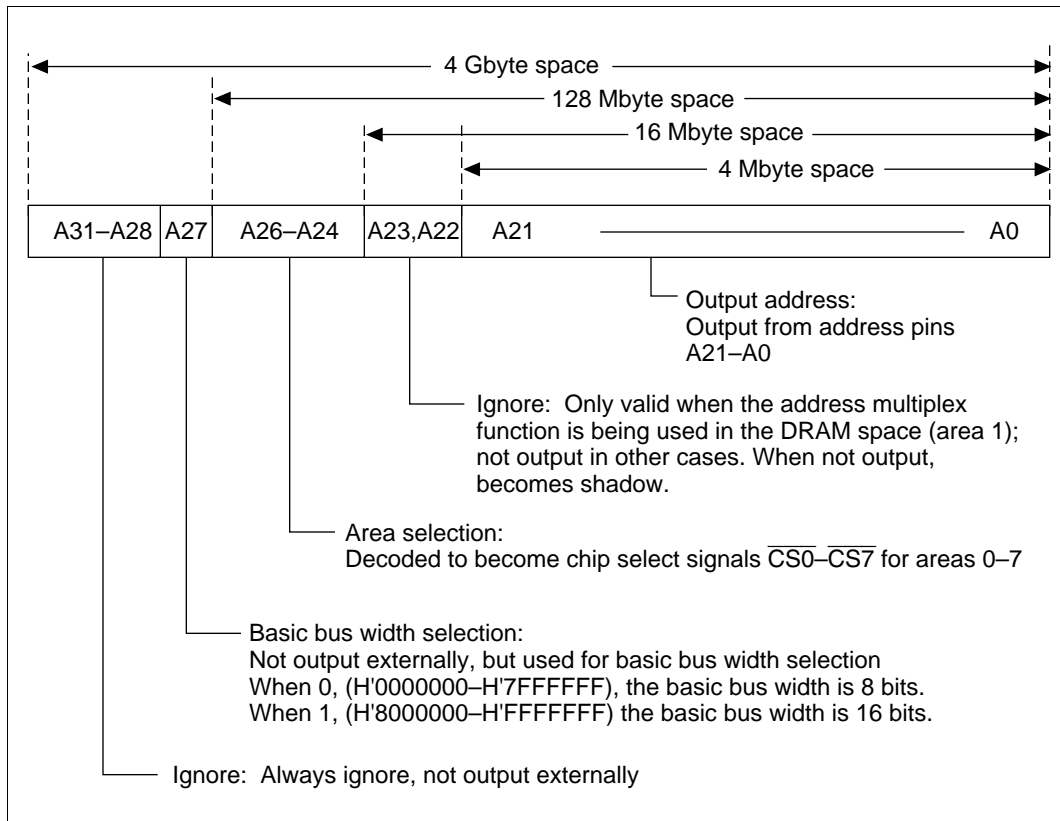 4 Gbyte space
128 Mbyte space
16 Mbyte space
4 Mbyte space
A31–A28 A27 A26–A24 A23,A22 A21 A0
Output address:
Output from address pins
A21–A0
Ignore: Only valid when the address multiplex
function is being used in the DRAM space (area 1);
not output in other cases. When not output,
becomes shadow.
Area selection:
Decoded to become chip select signals C̅S̅0̅–C̅S̅7̅ for areas 0–7
Basic bus width selection:
Not output externally, but used for basic bus width selection
When 0, (H'0000000–H'7FFFFFF), the basic bus width is 8 bits.
When 1, (H'8000000–H'FFFFFFF) the basic bus width is 16 bits.
Ignore: Always ignore, not output externally